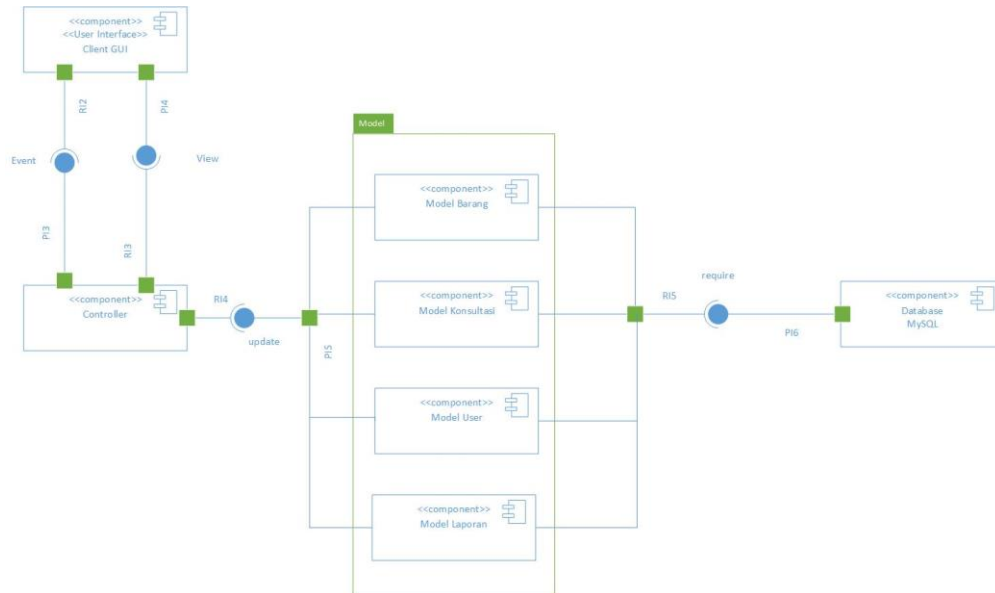 <<component>>
<<User Interface>>
Client GUI
RI2
PI4
Event
View
PI3
RI3
<<component>>
Controller
RI4
update
PI5
Model
<<component>>
Model Barang
<<component>>
Model Konsultasi
<<component>>
Model User
<<component>>
Model Laporan
require
RI5
PI6
<<component>>
Database
MySQL